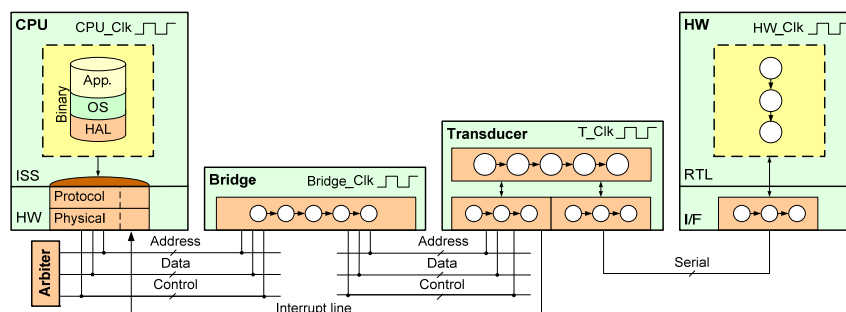 CPU
CPU_Clk
Binary
App.
OS
HAL
ISS
HW
Protocol
Physical
Bridge
Bridge_Clk
Transducer
T_Clk
HW
HW_Clk
RTL
I/F
Arbiter
Address
Data
Control
Address
Data
Control
Serial
Interrupt line